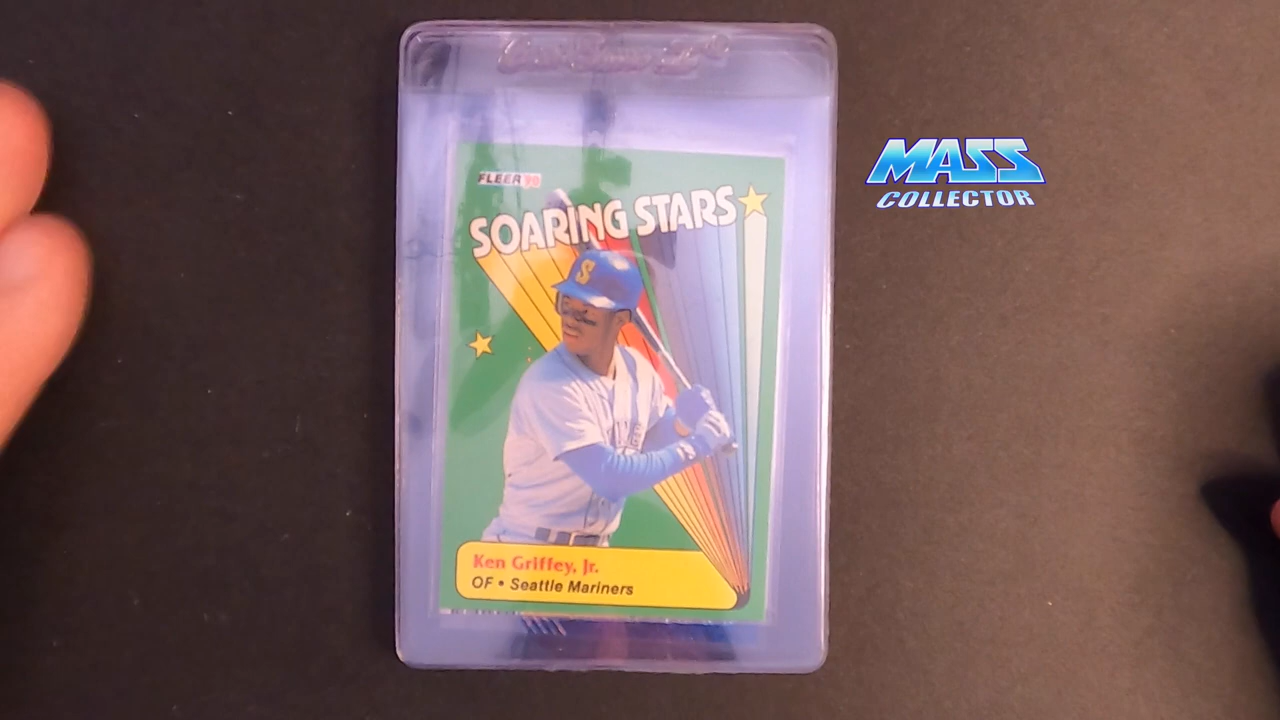 FLEER '90
SOARING STARS
S
Ken Griffey, Jr.
OF • Seattle Mariners
MASS
COLLECTOR